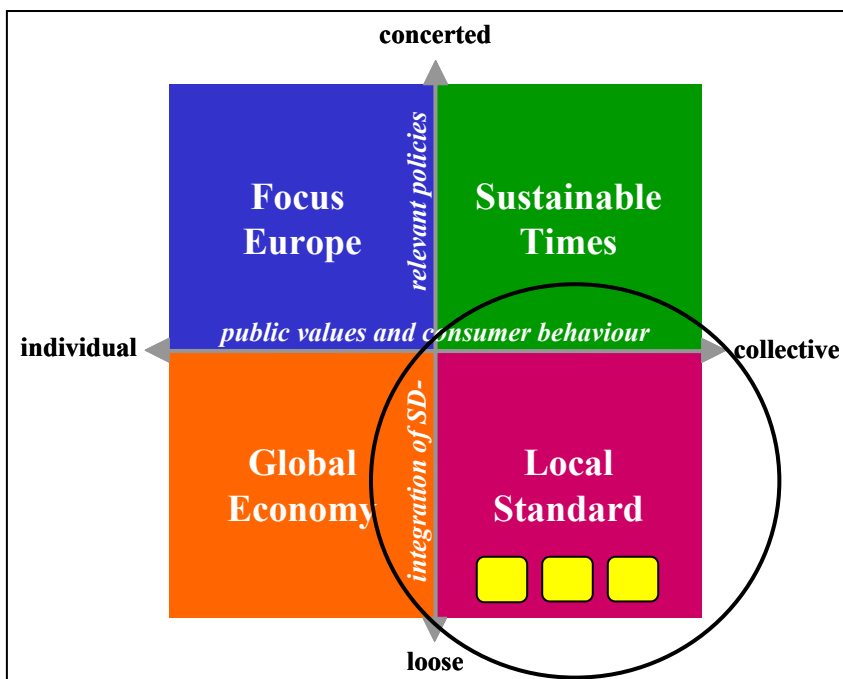 concerted
Focus
Europe
relevant policies
Sustainable
Times
individual
public values and consumer behaviour
collective
Global
Economy
integration of SD-
Local
Standard
loose